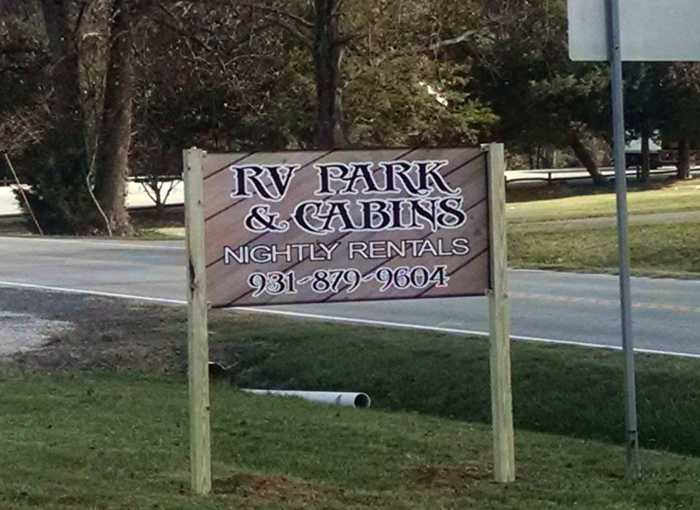 RV PARK
& CABINS
NIGHTLY RENTALS
931-879-9604